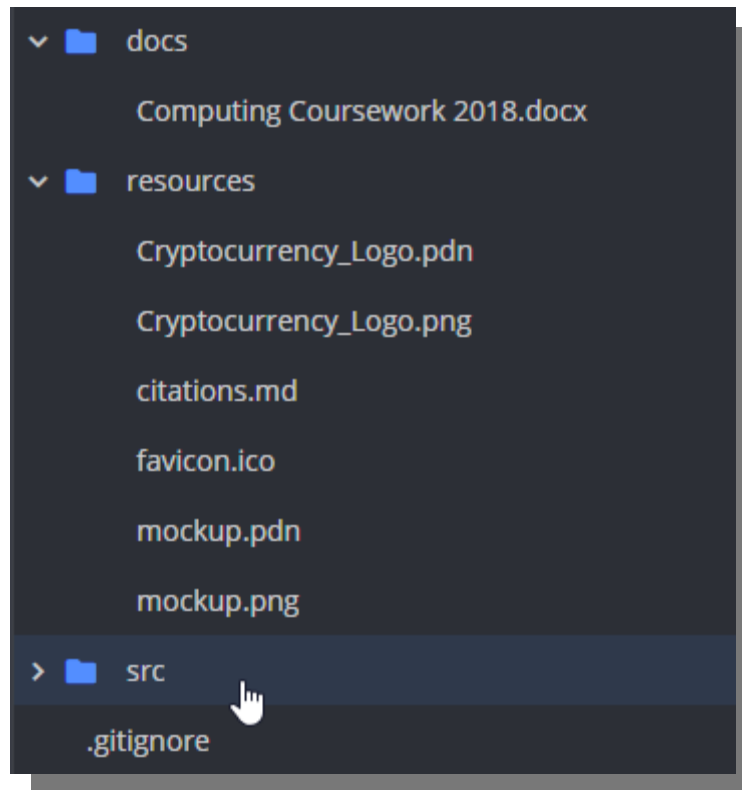 docs
Computing Coursework 2018.docx
resources
Cryptocurrency_Logo.pdn
Cryptocurrency_Logo.png
citations.md
favicon.ico
mockup.pdn
mockup.png
src
.gitignore